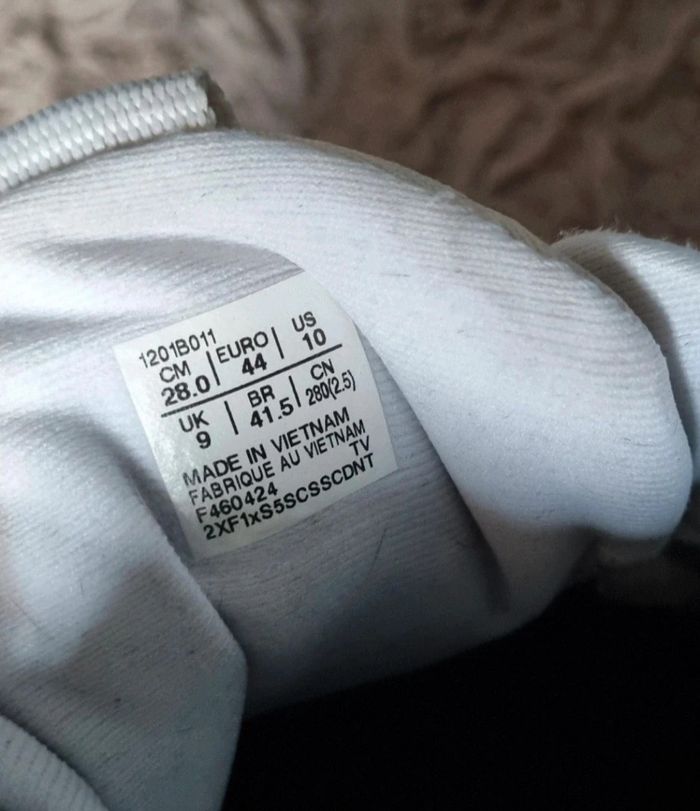 1201B011
CM | EURO | US
28.0 | 44 | 10
UK | BR | CN
9 | 41.5 | 280(2.5)
MADE IN VIETNAM
FABRIQUE AU VIETNAM
F460424 TV
2XF1xS5SCSSCDNT